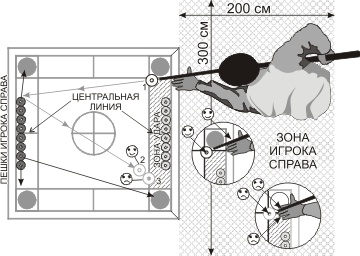 200 см
300 см
ПЕШКИ ИГРОКА СПРАВА
ЦЕНТРАЛЬНАЯ
ЛИНИЯ
ЗОНА УДАРА
1
2
3
ЗОНА
ИГРОКА
СПРАВА